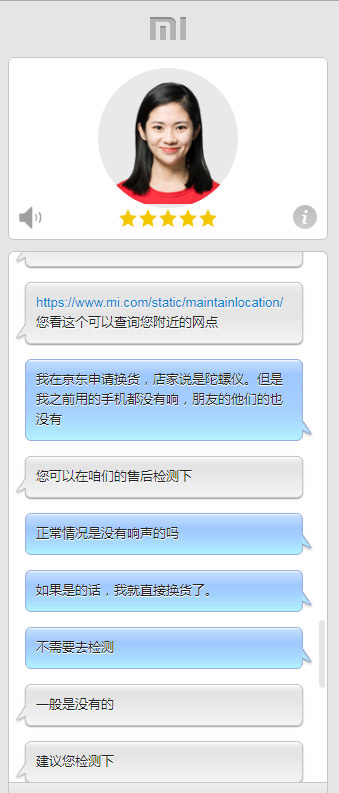 mi
https://www.mi.com/static/maintainlocation/
您看这个可以查询您附近的网点
我在京东申请换货，店家说是陀螺仪。但是
我之前用的手机都没有响，朋友的他们的也
没有
您可以在咱们的售后检测下
正常情况是没有响声的吗
如果是的话，我就直接换货了。
不需要去检测
一般是没有的
建议您检测下